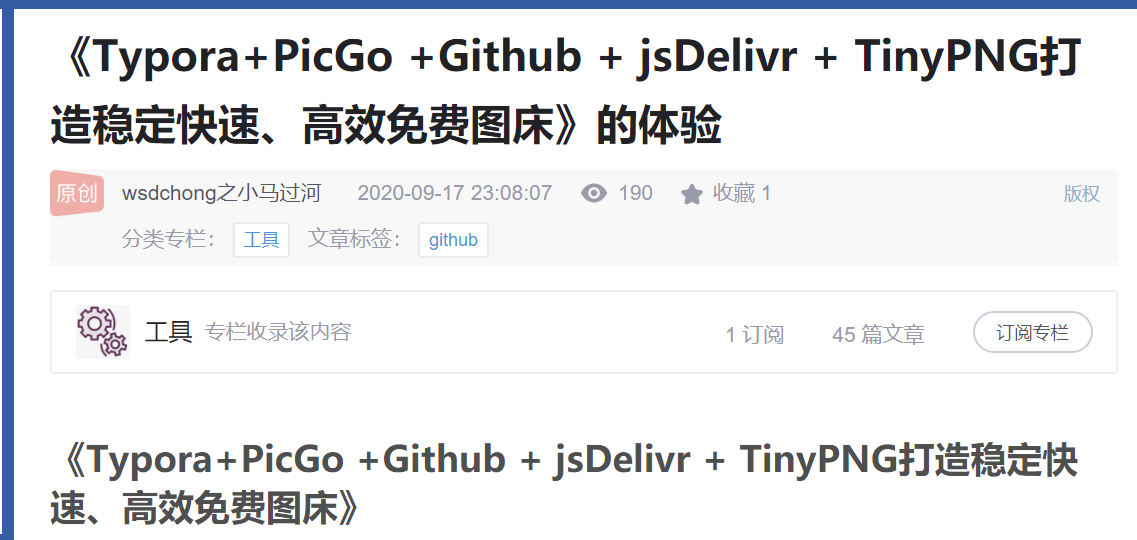 《Typora+PicGo +Github + jsDelivr + TinyPNG打
造稳定快速、高效免费图床》的体验
原创 wsdchong之小马过河 2020-09-17 23:08:07 190 收藏 1 版权
分类专栏： 工具 文章标签： github
工具 专栏收录该内容 1 订阅 45 篇文章 订阅专栏
《Typora+PicGo +Github + jsDelivr + TinyPNG打造稳定快
速、高效免费图床》